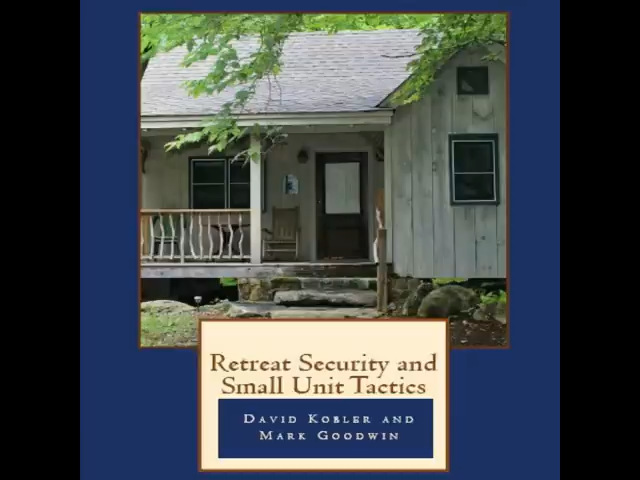 Retreat Security and
Small Unit Tactics
David Kobler and
Mark Goodwin